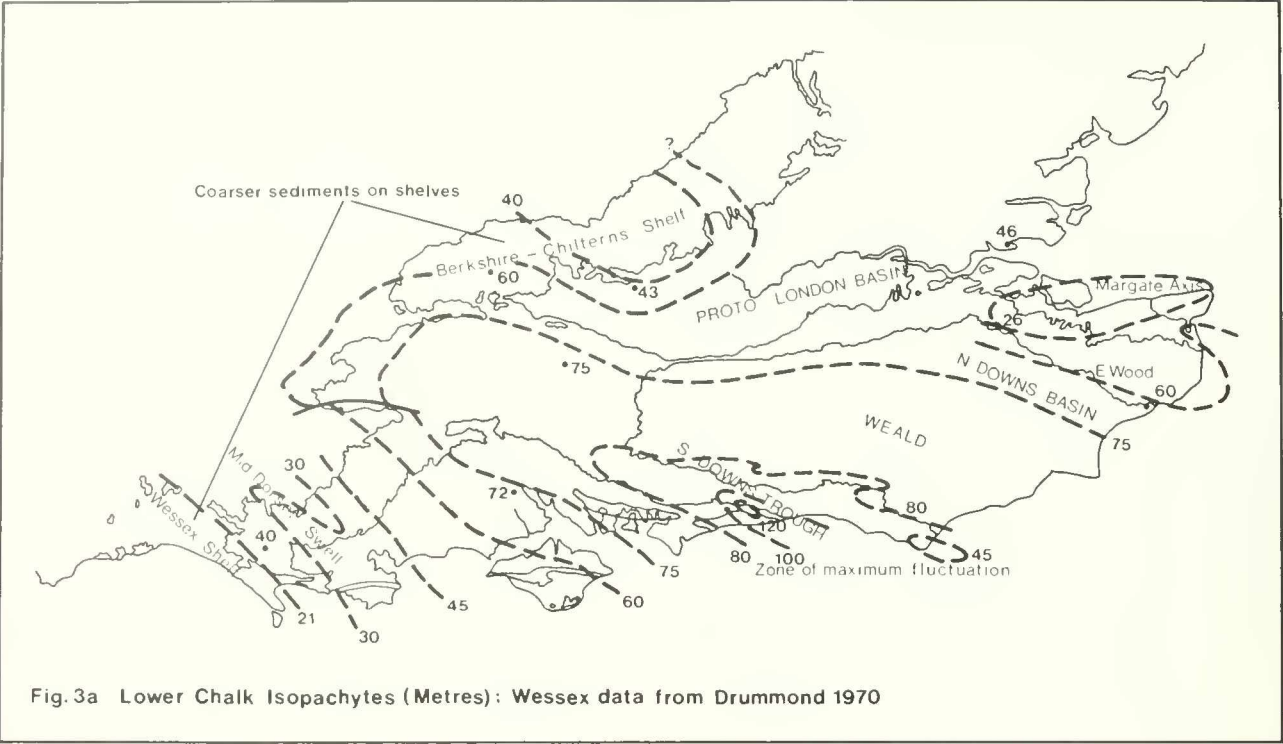 ?
Coarser sediments on shelves
40
Berkshire – Chilterns Shelf
46
60
43
PROTO LONDON BASIN
Margate Axis
26
75
N DOWNS BASIN
E Wood
60
WEALD
75
Mid Dorset Swell
30
S DOWNS TROUGH
Wessex Shelf
72
80
40
120
45
80
100
75
Zone of maximum fluctuation
60
45
21
30
Fig. 3a Lower Chalk Isopachytes (Metres): Wessex data from Drummond 1970